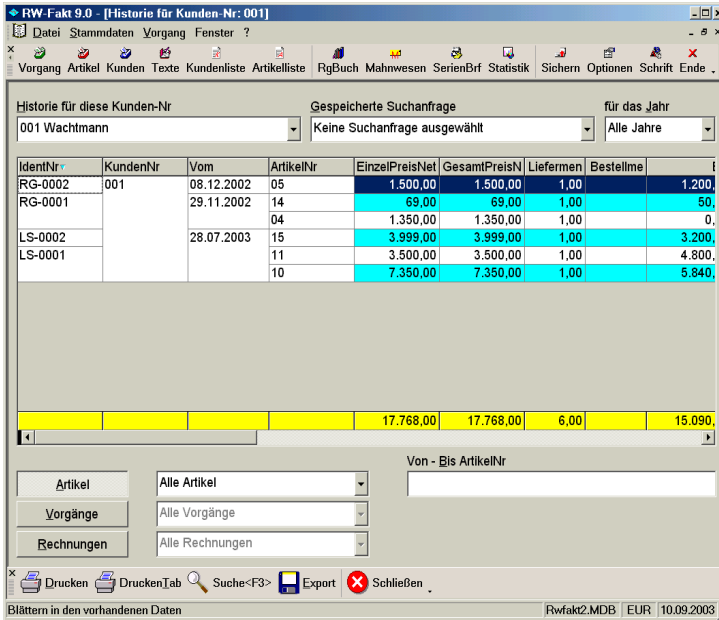 RW-Fakt 9.0 - [Historie für Kunden-Nr: 001]
Datei Stammdaten Vorgang Fenster ?
Vorgang Artikel Kunden Texte Kundenliste Artikelliste RgBuch Mahnwesen SerienBrf Statistik Sichern Optionen Schrift Ende
Historie für diese Kunden-Nr Gespeicherte Suchanfrage für das Jahr
001 Wachtmann Keine Suchanfrage ausgewählt Alle Jahre
IdentNr KundenNr Vom ArtikelNr EinzelPreisNet GesamtPreisN Liefermen Bestellme E
RG-0002 001 08.12.2002 05 1.500,00 1.500,00 1,00 1.200,
RG-0001 29.11.2002 14 69,00 69,00 1,00 50,
04 1.350,00 1.350,00 1,00 0,
LS-0002 28.07.2003 15 3.999,00 3.999,00 1,00 3.200,
LS-0001 11 3.500,00 3.500,00 1,00 4.800,
10 7.350,00 7.350,00 1,00 5.840,
17.768,00 17.768,00 6,00 15.090,
Von - Bis ArtikelNr
Artikel Alle Artikel
Vorgänge Alle Vorgänge
Rechnungen Alle Rechnungen
Drucken DruckenTab Suche<F3> Export Schließen
Blättern in den vorhandenen Daten Rwfakt2.MDB EUR 10.09.2003